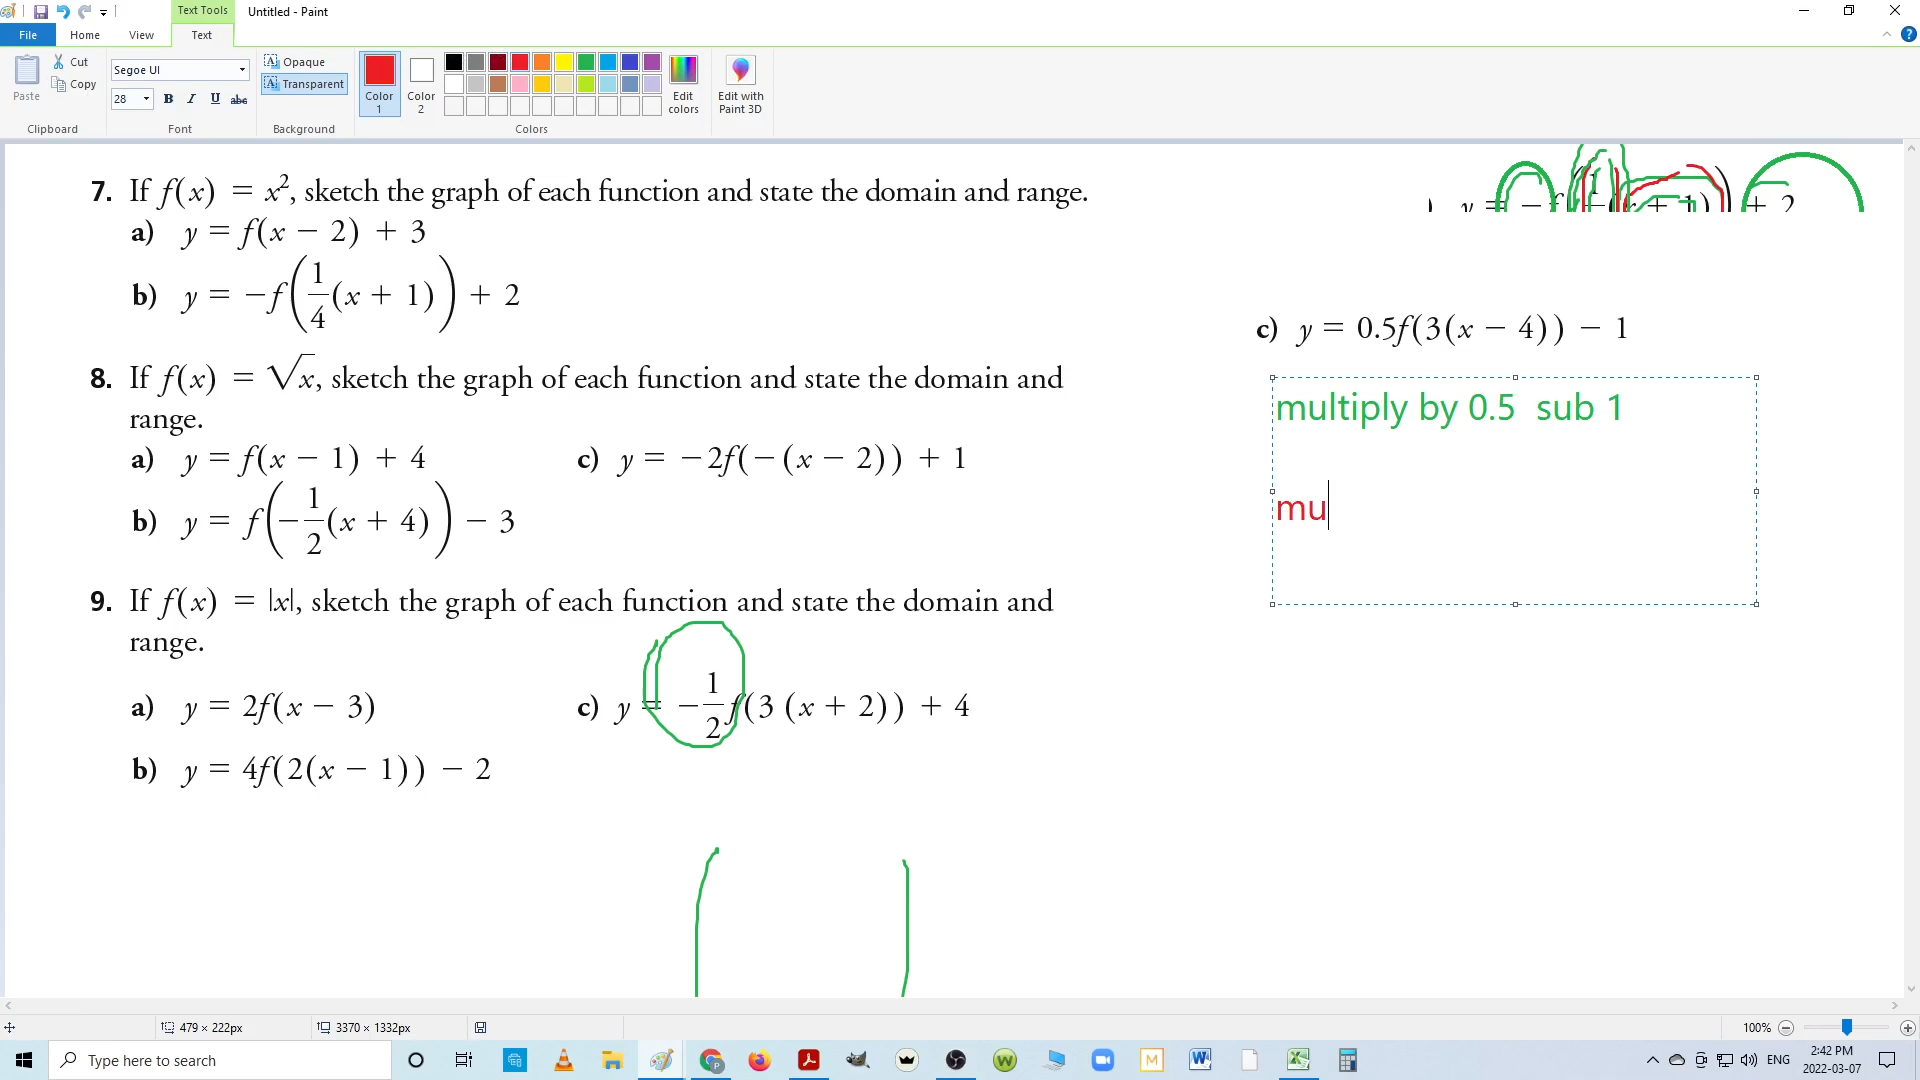 Text Tools
Untitled - Paint
File
Home
View
Text
Paste
Cut
Copy
Clipboard
Segoe UI
28
B I U abc
Font
Opaque
Transparent
Background
Color 1
Color 2
Edit colors
Colors
Edit with Paint 3D
7. If f(x) = x², sketch the graph of each function and state the domain and range.
a) y = f(x − 2) + 3
b) y = −f(1/4(x + 1)) + 2
8. If f(x) = √x, sketch the graph of each function and state the domain and
range.
a) y = f(x − 1) + 4
c) y = −2f(−(x − 2)) + 1
b) y = f(−1/2(x + 4)) − 3
9. If f(x) = |x|, sketch the graph of each function and state the domain and
range.
a) y = 2f(x − 3)
c) y = −1/2 f(3 (x + 2)) + 4
b) y = 4f(2(x − 1)) − 2
c) y = 0.5f(3(x − 4)) − 1
multiply by 0.5 sub 1
mu
479 × 222px
3370 × 1332px
100%
Type here to search
ENG
2:42 PM
2022-03-07